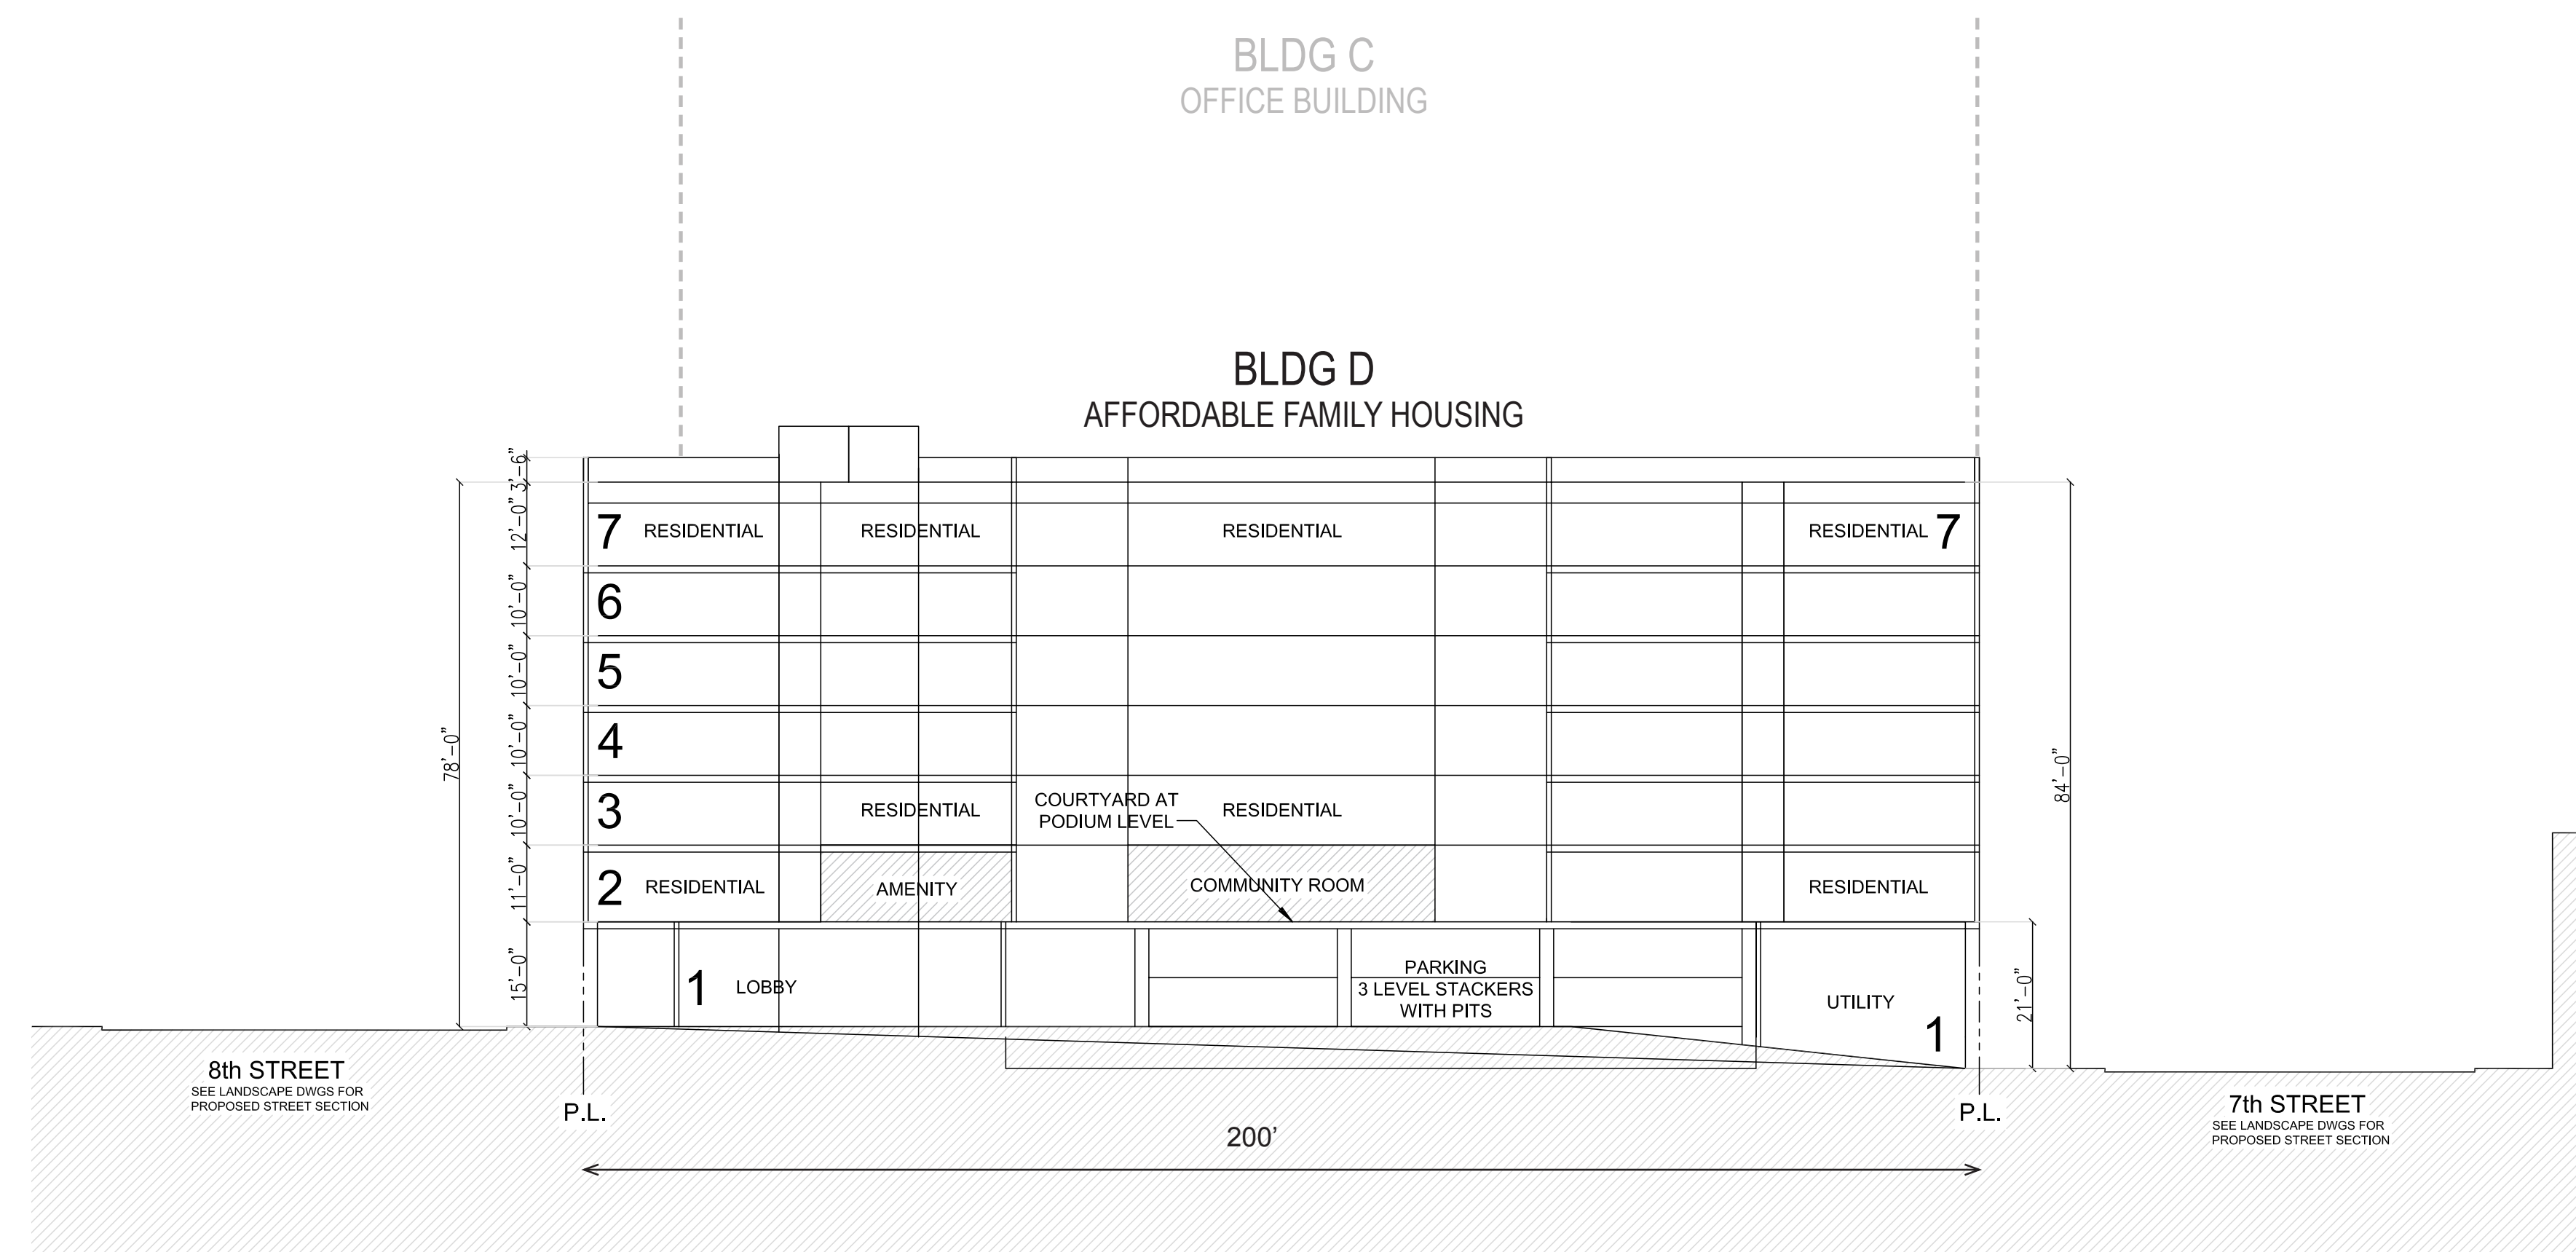 BLDG C
OFFICE BUILDING
BLDG D
AFFORDABLE FAMILY HOUSING
3'-6"
12'-0"
7 RESIDENTIAL RESIDENTIAL RESIDENTIAL RESIDENTIAL 7
10'-0"
6
10'-0"
5
10'-0"
4
78'-0"
84'-0"
10'-0"
3 RESIDENTIAL RESIDENTIAL
COURTYARD AT
PODIUM LEVEL
11'-0"
2 RESIDENTIAL AMENITY COMMUNITY ROOM RESIDENTIAL
15'-0"
1 LOBBY
PARKING
3 LEVEL STACKERS
WITH PITS
UTILITY
1
21'-0"
8th STREET
SEE LANDSCAPE DWGS FOR
PROPOSED STREET SECTION
P.L.
P.L.
7th STREET
SEE LANDSCAPE DWGS FOR
PROPOSED STREET SECTION
200'